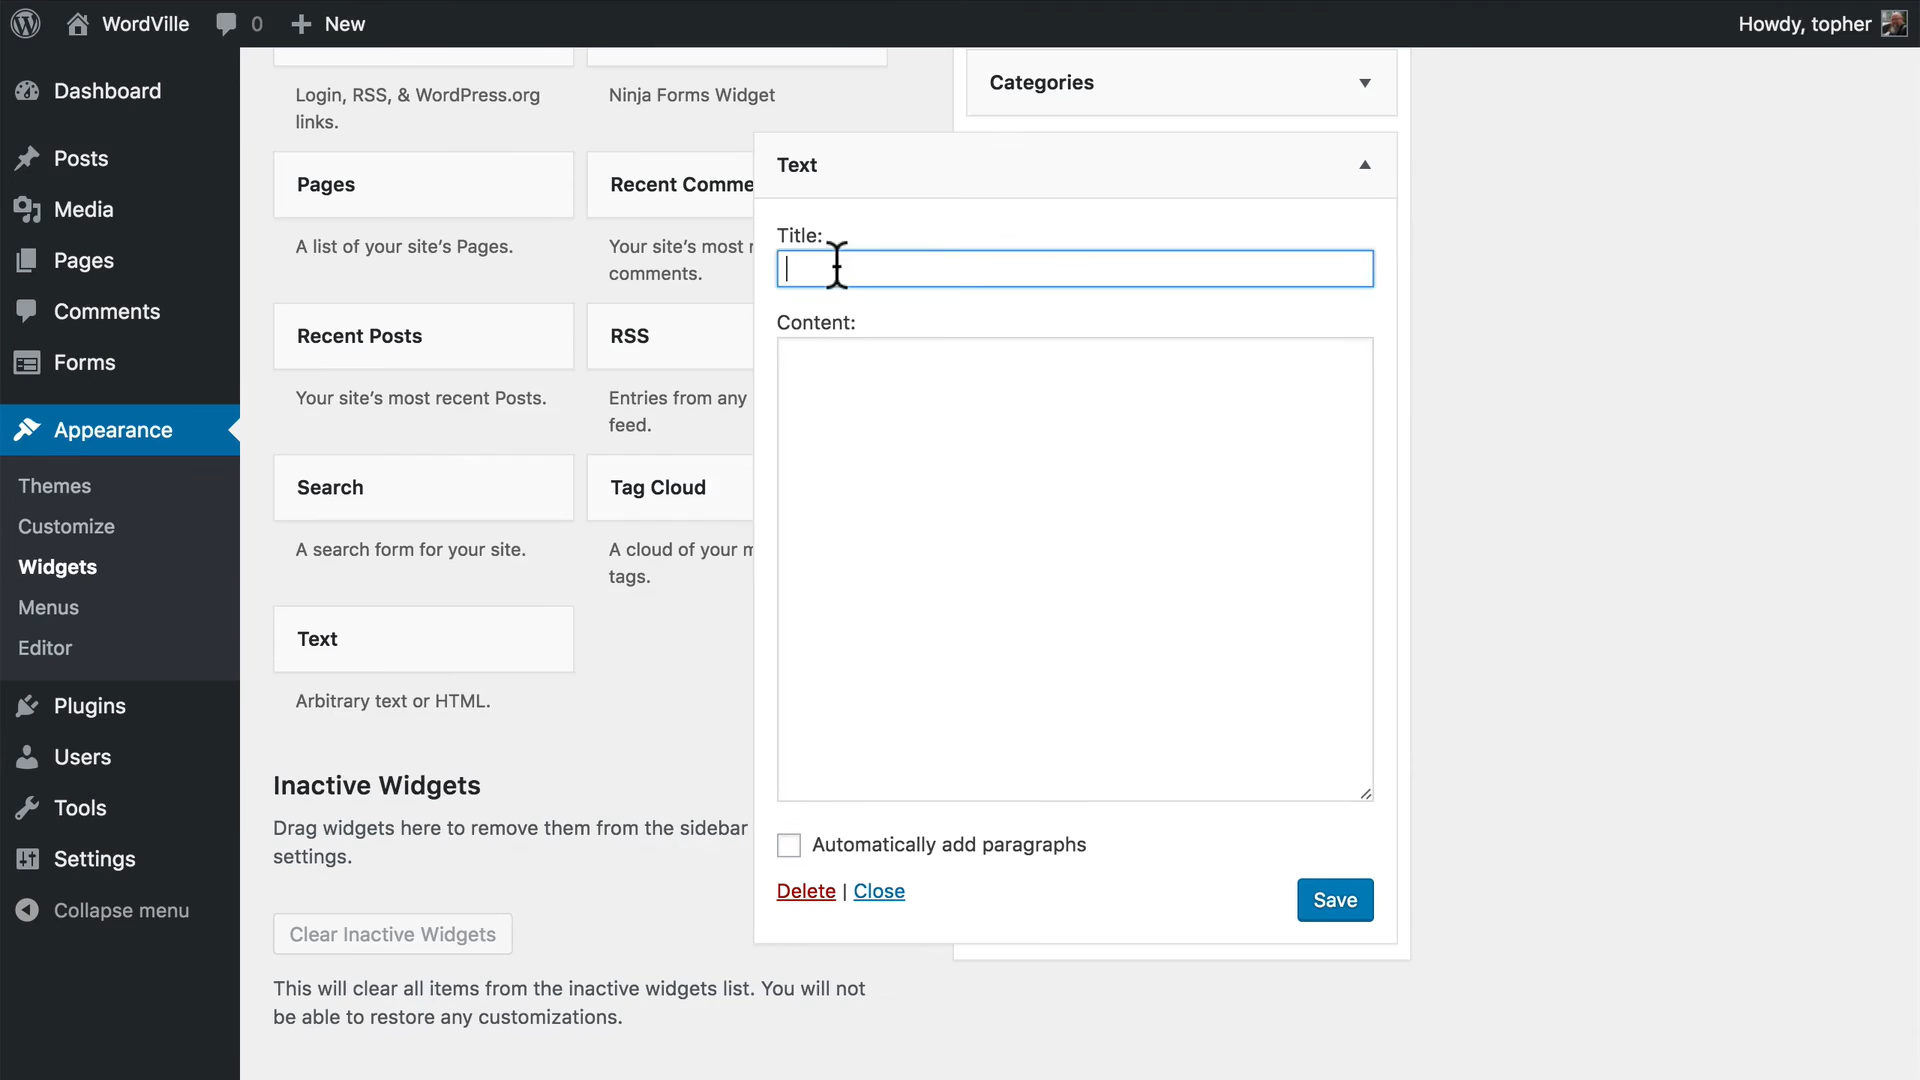 WordVille
0
New
Howdy, topher
Dashboard
Posts
Media
Pages
Comments
Forms
Appearance
Themes
Customize
Widgets
Menus
Editor
Plugins
Users
Tools
Settings
Collapse menu
Login, RSS, & WordPress.org
links.
Ninja Forms Widget
Pages
A list of your site's Pages.
Recent Comme
Your site's most r
comments.
Recent Posts
Your site's most recent Posts.
RSS
Entries from any
feed.
Search
A search form for your site.
Tag Cloud
A cloud of your m
tags.
Text
Arbitrary text or HTML.
Inactive Widgets
Drag widgets here to remove them from the sidebar
settings.
Clear Inactive Widgets
This will clear all items from the inactive widgets list. You will not
be able to restore any customizations.
Categories
Text
Title:
Content:
Automatically add paragraphs
Delete | Close
Save